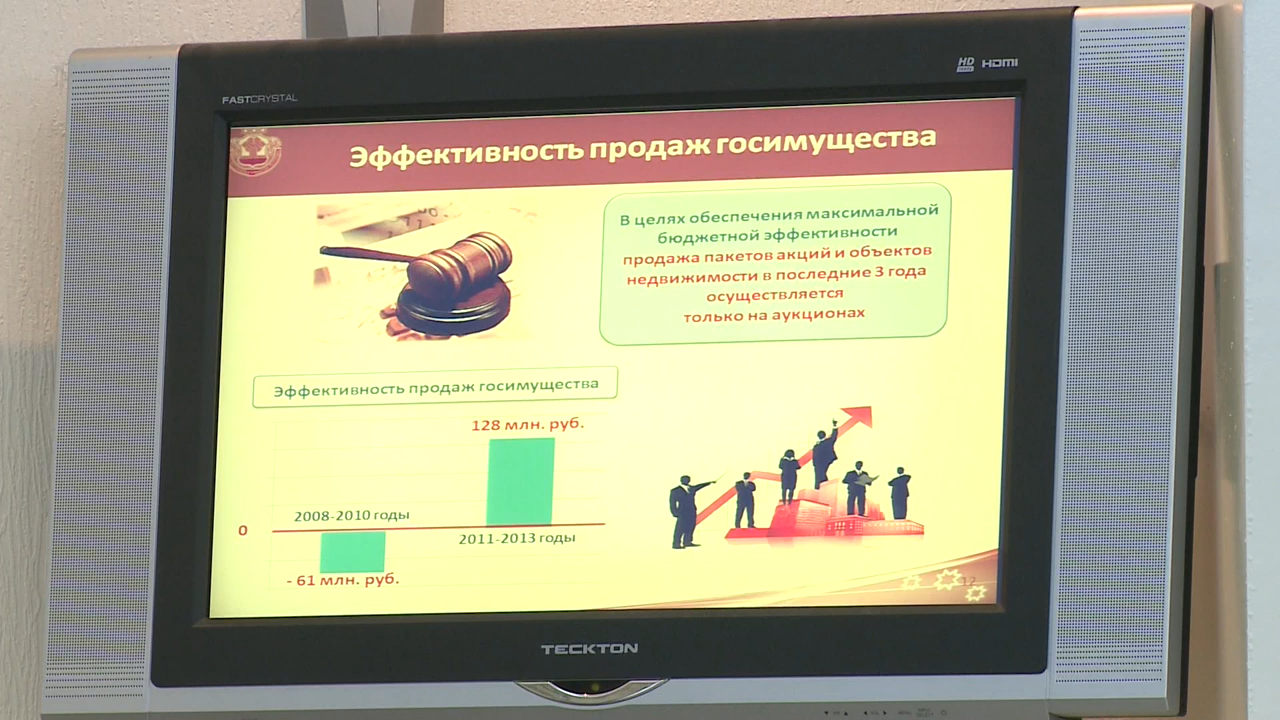 HD
HDMI
FASTCRYSTAL
Эффективность продаж госимущества
В целях обеспечения максимальной
бюджетной эффективности
продажа пакетов акций и объектов
недвижимости в последние 3 года
осуществляется
только на аукционах
Эффективность продаж госимущества
128 млн. руб.
2008-2010 годы
0
2011-2013 годы
- 61 млн. руб.
12
TECKTON